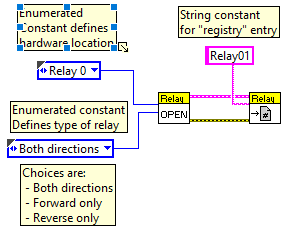 Enumerated
Constant defines
hardware location
String constant
for "registry" entry
Relay01
Relay 0
Relay
OPEN
Relay
#
Enumerated constant
Defines type of relay
Both directions
Choices are:
- Both directions
- Forward only
- Reverse only